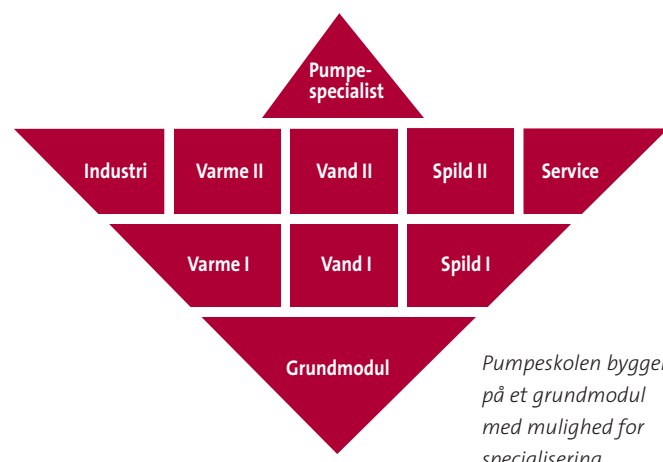 Pumpe-
specialist
Industri
Varme II
Vand II
Spild II
Service
Varme I
Vand I
Spild I
Grundmodul
Pumpeskolen bygger
på et grundmodul
med mulighed for
specialisering